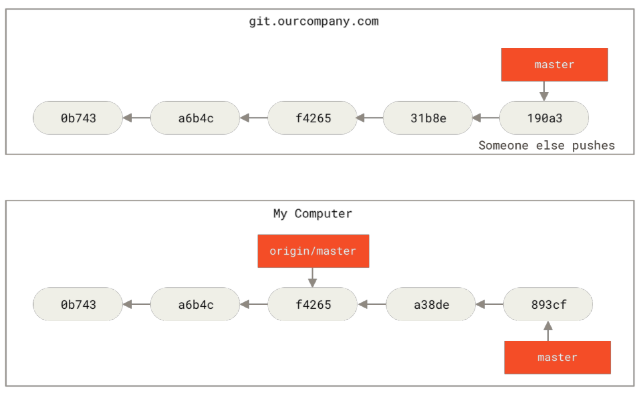 git.ourcompany.com
master
0b743
a6b4c
f4265
31b8e
190a3
Someone else pushes
My Computer
origin/master
0b743
a6b4c
f4265
a38de
893cf
master